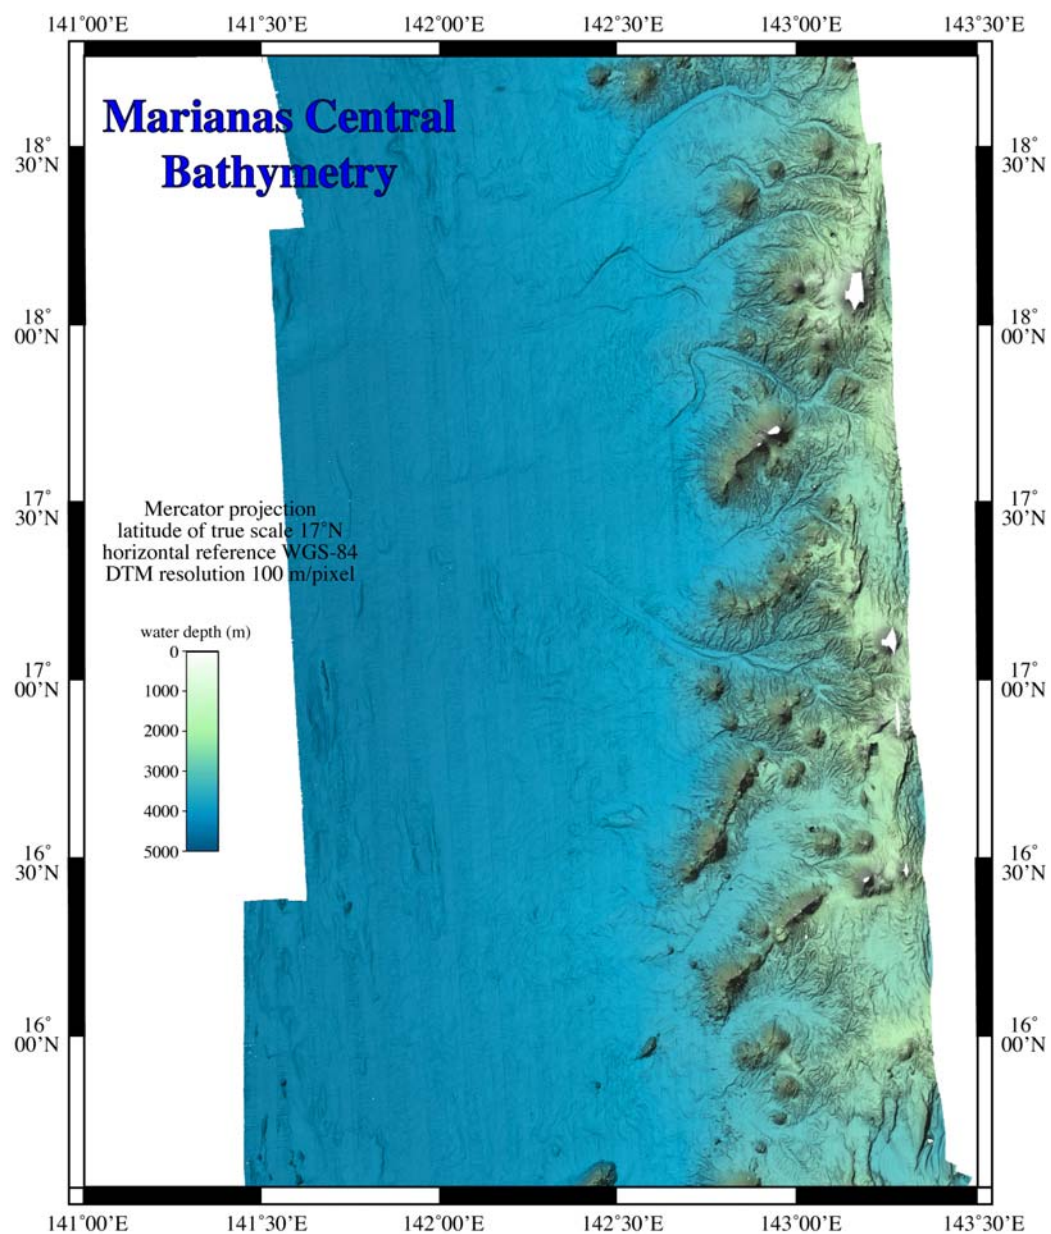 141˚00'E 141˚30'E 142˚00'E 142˚30'E 143˚00'E 143˚30'E
Marianas Central
Bathymetry
18˚ 18˚
30'N 30'N
18˚ 18˚
00'N 00'N
17˚ 17˚
30'N 30'N
Mercator projection
latitude of true scale 17˚N
horizontal reference WGS-84
DTM resolution 100 m/pixel
water depth (m)
0
1000
2000
3000
4000
5000
17˚ 17˚
00'N 00'N
16˚ 16˚
30'N 30'N
16˚ 16˚
00'N 00'N
141˚00'E 141˚30'E 142˚00'E 142˚30'E 143˚00'E 143˚30'E